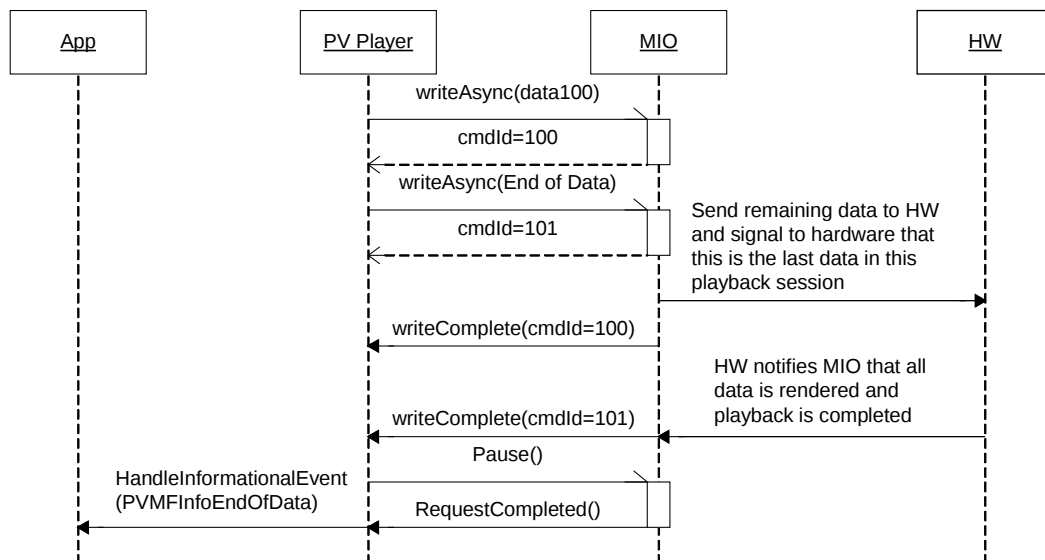 App
PV Player
MIO
HW
writeAsync(data100)
cmdId=100
writeAsync(End of Data)
cmdId=101
Send remaining data to HW
and signal to hardware that
this is the last data in this
playback session
writeComplete(cmdId=100)
HW notifies MIO that all
data is rendered and
playback is completed
writeComplete(cmdId=101)
Pause()
HandleInformationalEvent
(PVMFInfoEndOfData)
RequestCompleted()